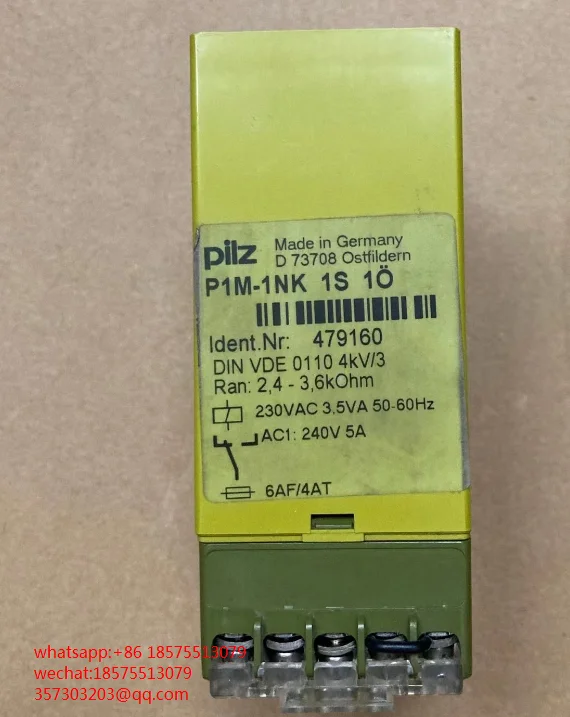 pilz
Made in Germany
D 73708 Ostfildern
P1M-1NK 1S 1Ö
Ident.Nr: 479160
DIN VDE 0110 4kV/3
Ran: 2,4 - 3,6kOhm
230VAC 3,5VA 50-60Hz
AC1: 240V 5A
6AF/4AT
whatsapp:+86 18575513079
wechat:18575513079
357303203@qq.com